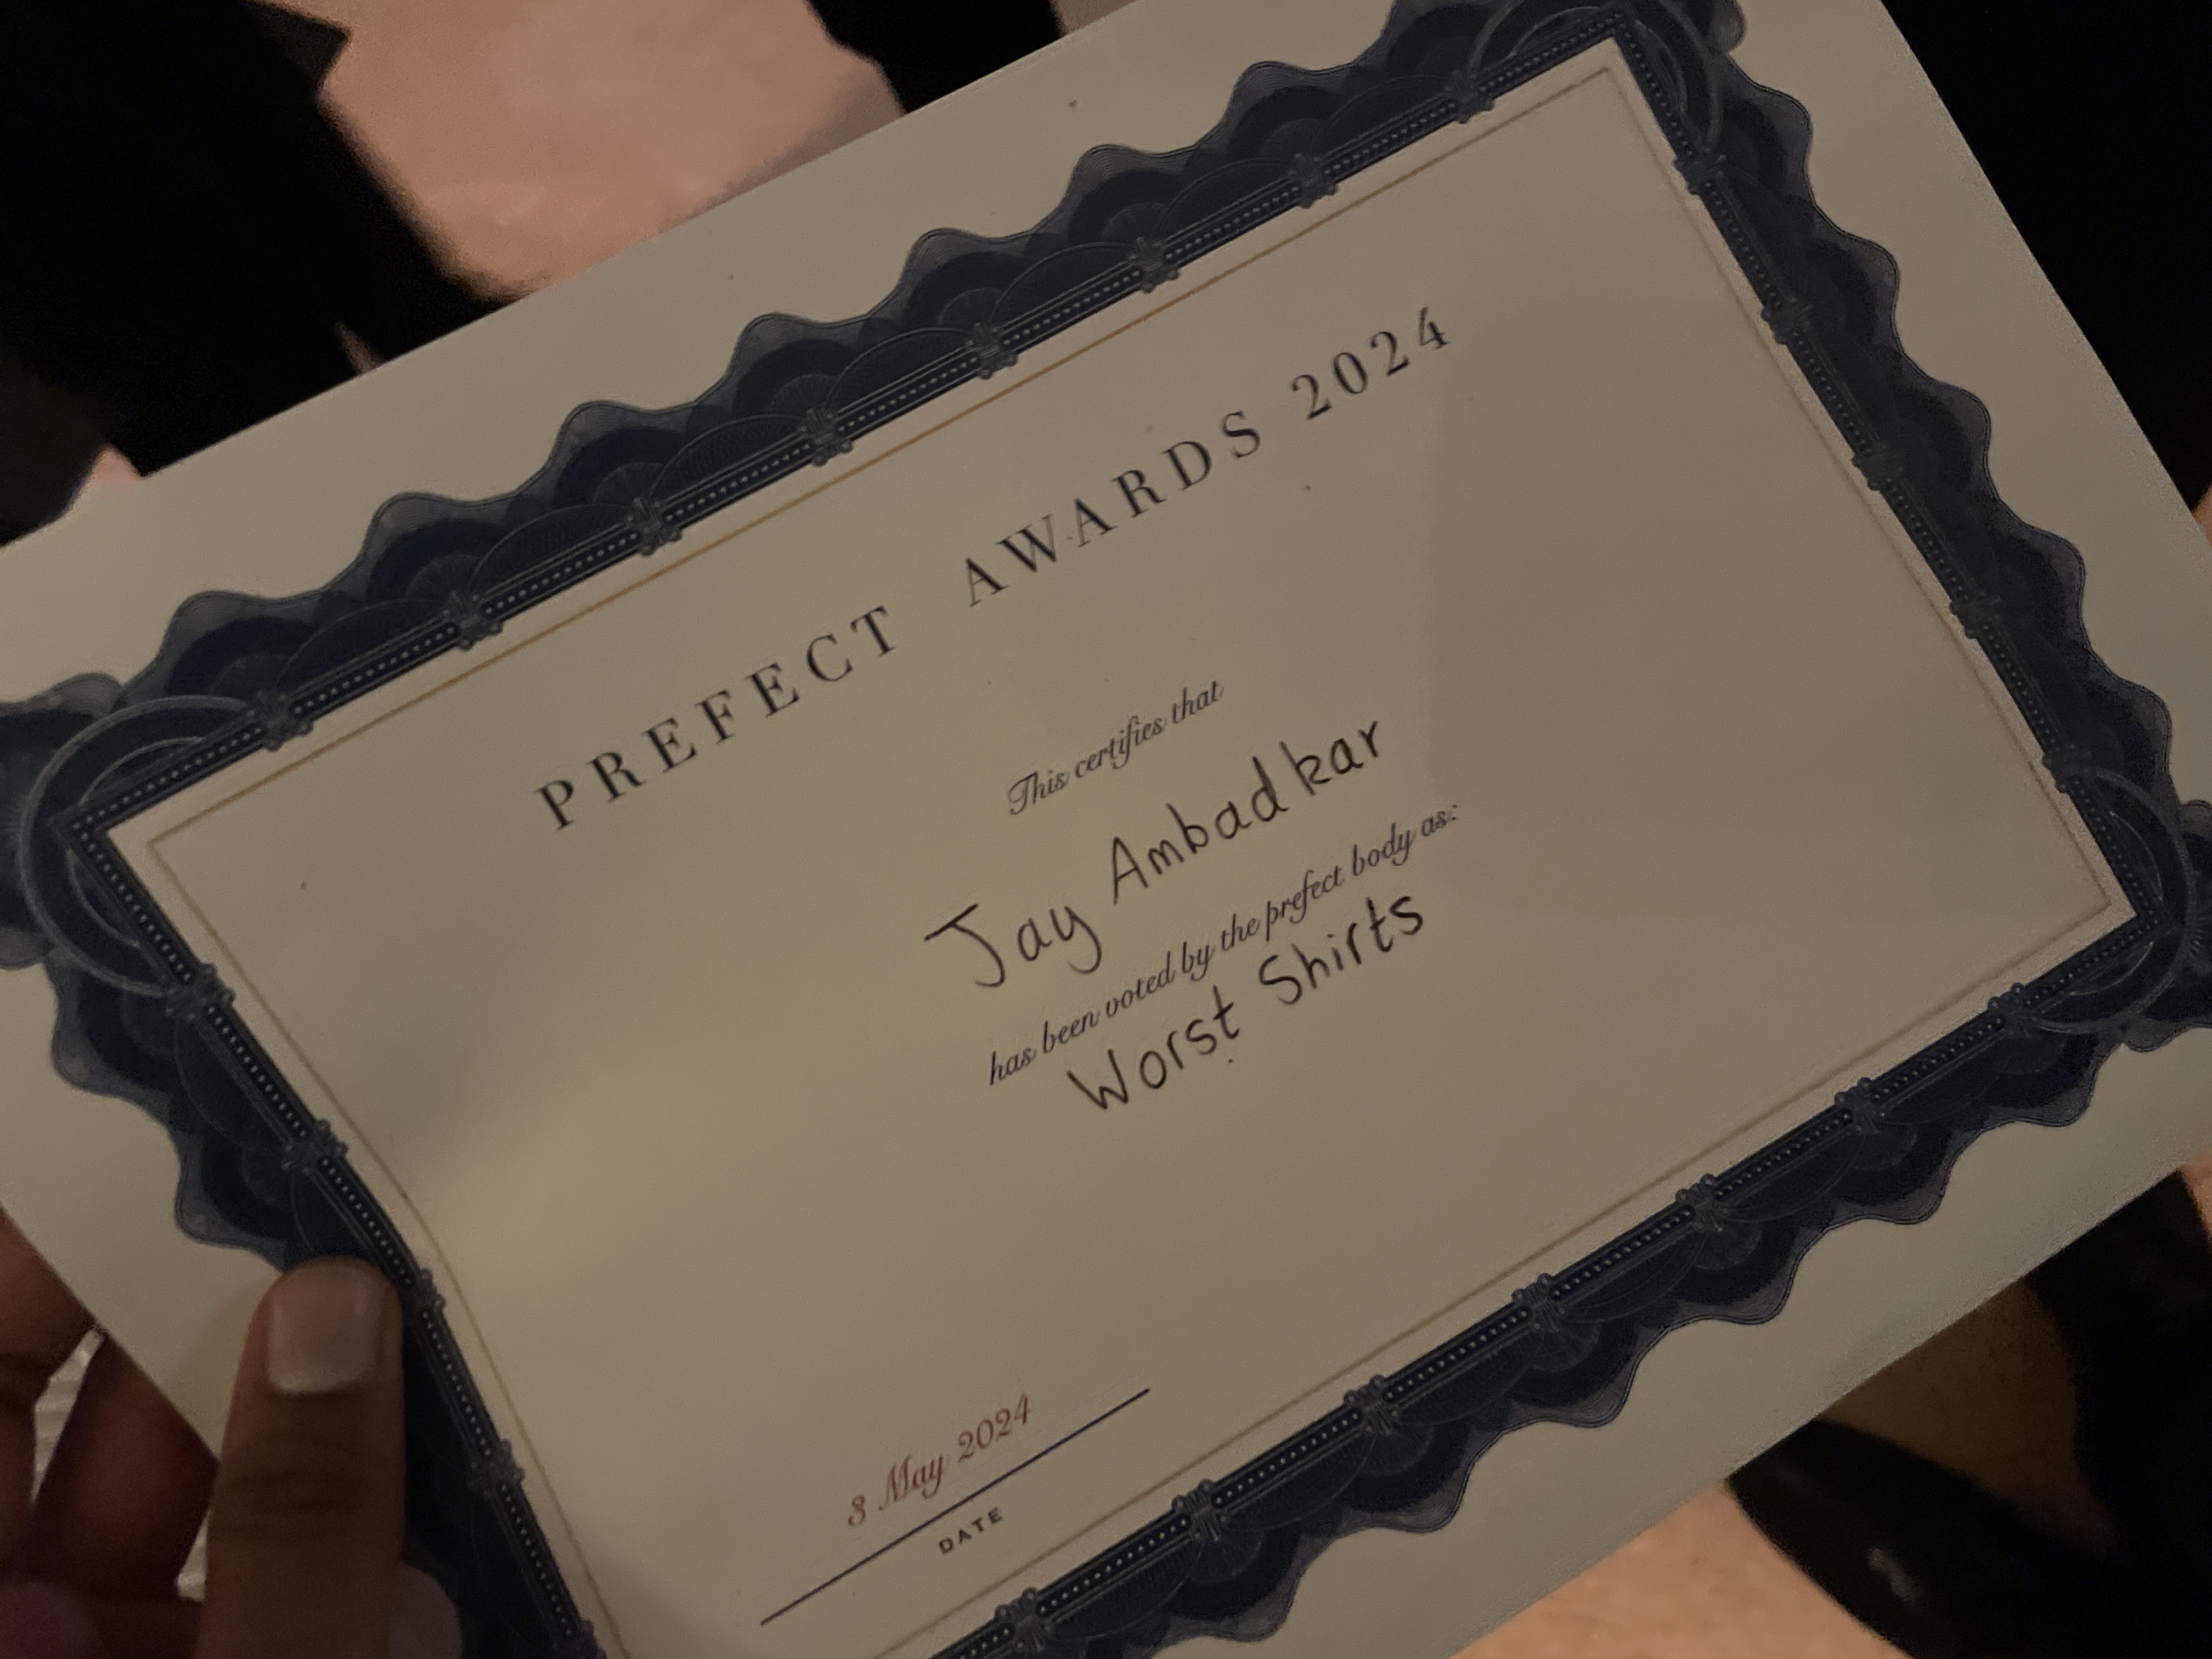 PREFECT AWARDS 2024
This certifies that
Jay Ambadkar
has been voted by the prefect body as:
Worst Shirts
8 May 2024
DATE